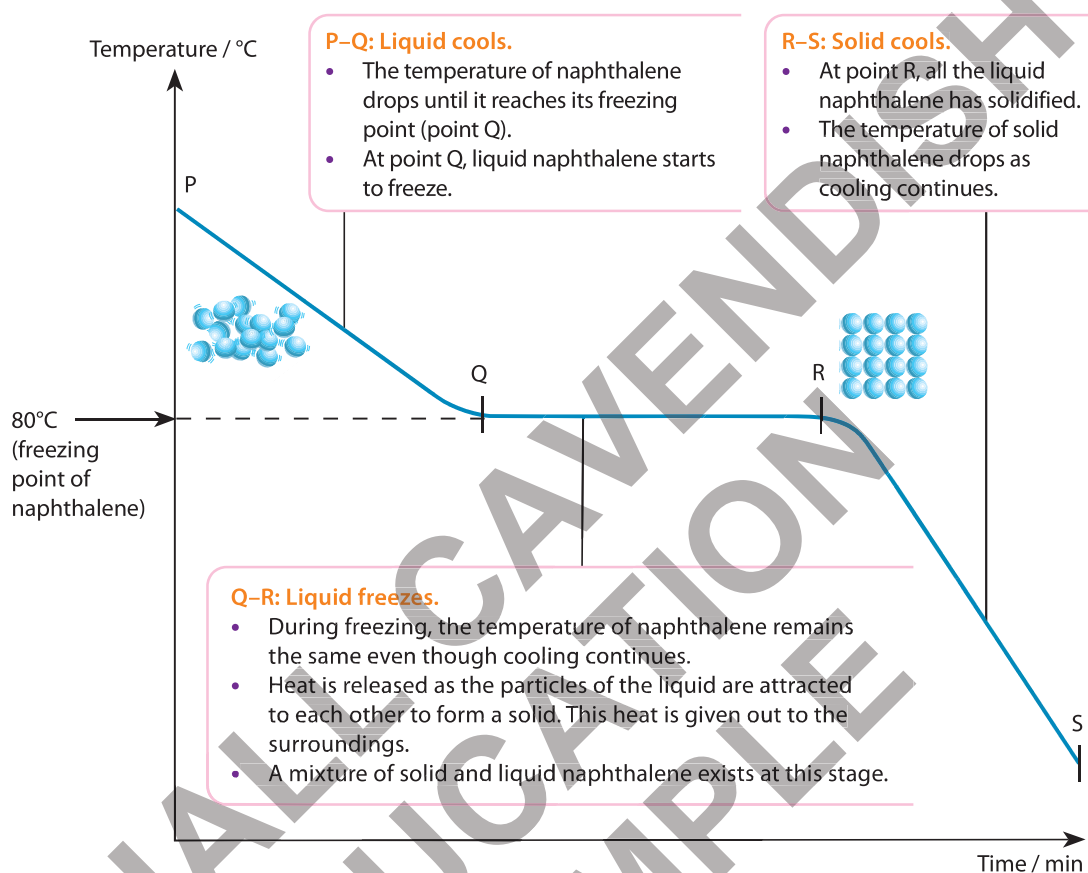 Temperature / °C
P–Q: Liquid cools.
• The temperature of naphthalene
drops until it reaches its freezing
point (point Q).
• At point Q, liquid naphthalene starts
to freeze.
R–S: Solid cools.
• At point R, all the liquid
naphthalene has solidified.
• The temperature of solid
naphthalene drops as
cooling continues.
P
Q
R
80°C
(freezing
point of
naphthalene)
Q–R: Liquid freezes.
• During freezing, the temperature of naphthalene remains
the same even though cooling continues.
• Heat is released as the particles of the liquid are attracted
to each other to form a solid. This heat is given out to the
surroundings.
• A mixture of solid and liquid naphthalene exists at this stage.
S
Time / min
CAVENDISH